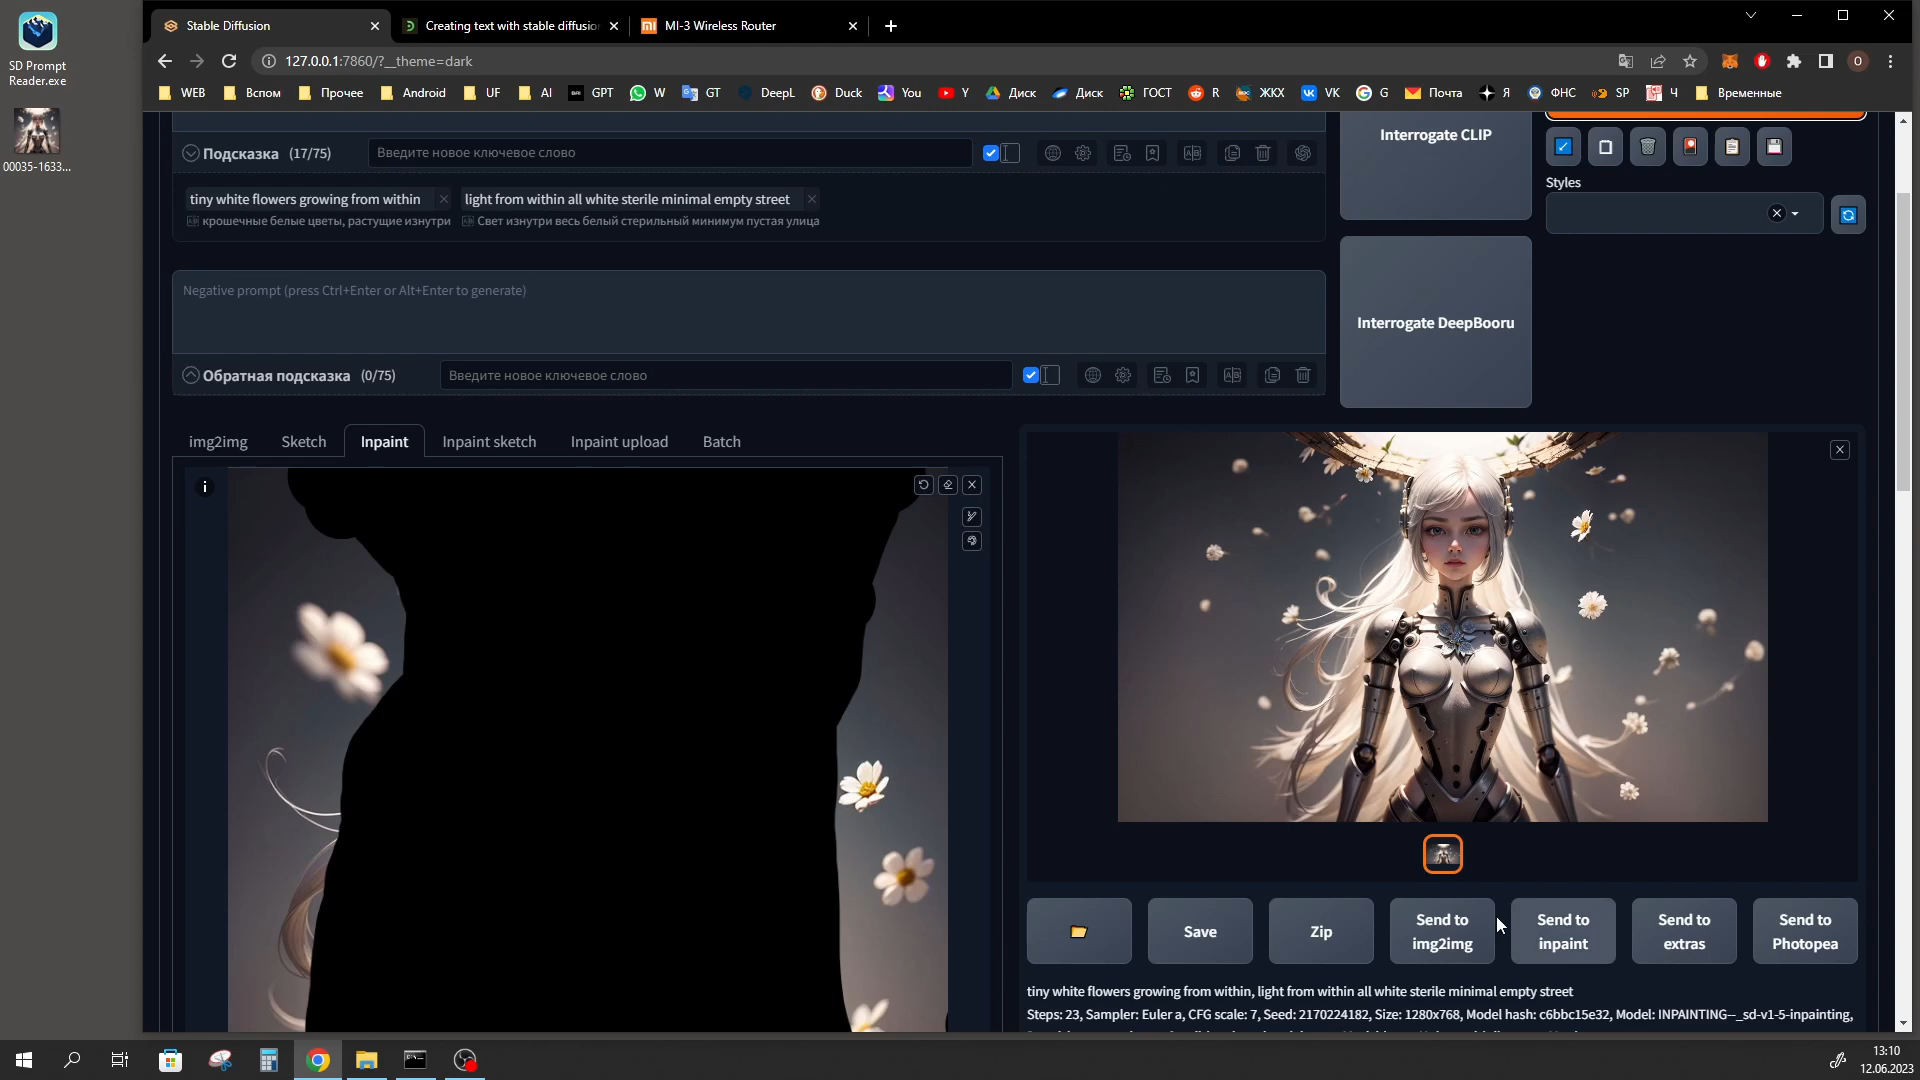 SD Prompt
Reader.exe
00035-1633...
Stable Diffusion
Creating text with stable diffusion
MI-3 Wireless Router
127.0.0.1:7860/?__theme=dark
O
WEB
Вспом
Прочее
Android
UF
AI
GPT
W
GT
DeepL
Duck
You
Y
Диск
Диск
ГОСТ
R
ЖКХ
VK
G
Почта
Я
ФНС
SP
Ч
Временные
Interrogate CLIP
Подсказка (17/75)
Введите новое ключевое слово
tiny white flowers growing from within
light from within all white sterile minimal empty street
крошечные белые цветы, растущие изнутри
Свет изнутри весь белый стерильный минимум пустая улица
Styles
Negative prompt (press Ctrl+Enter or Alt+Enter to generate)
Interrogate DeepBooru
Обратная подсказка (0/75)
Введите новое ключевое слово
img2img
Sketch
Inpaint
Inpaint sketch
Inpaint upload
Batch
Save
Zip
Send to
img2img
Send to
inpaint
Send to
extras
Send to
Photopea
tiny white flowers growing from within, light from within all white sterile minimal empty street
Steps: 23, Sampler: Euler a, CFG scale: 7, Seed: 2170224182, Size: 1280x768, Model hash: c6bbc15e32, Model: INPAINTING--_sd-v1-5-inpainting,
13:10
12.06.2023